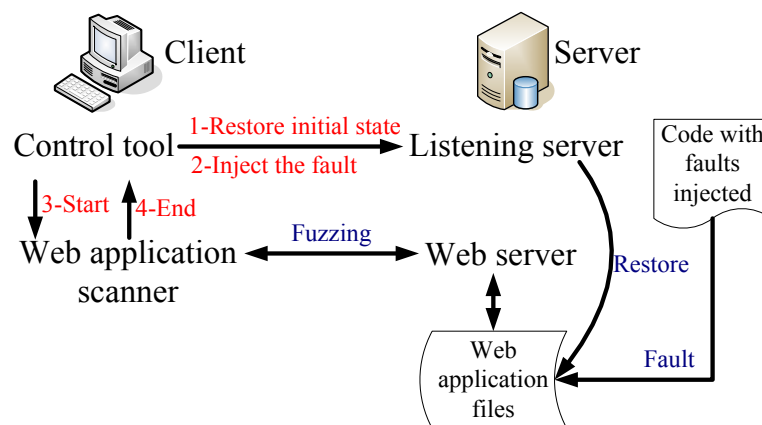 Client
Server
1-Restore initial state
Control tool
Listening server
2-Inject the fault
Code with
faults
injected
3-Start
4-End
Fuzzing
Web application
scanner
Web server
Restore
Web
application
files
Fault